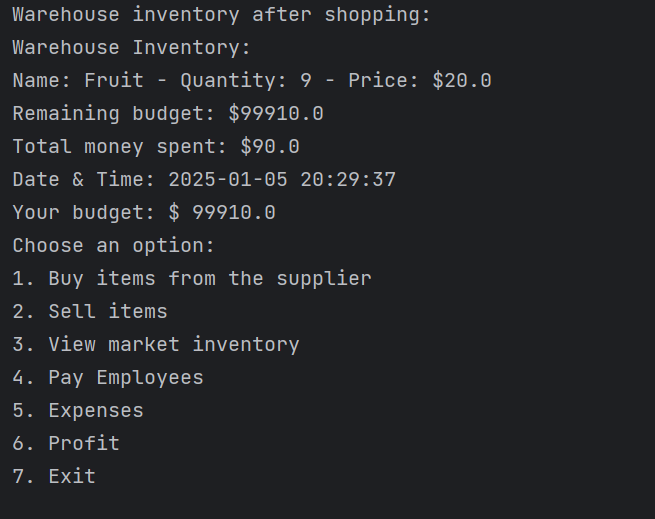 Warehouse inventory after shopping:
Warehouse Inventory:
Name: Fruit - Quantity: 9 - Price: $20.0
Remaining budget: $99910.0
Total money spent: $90.0
Date & Time: 2025-01-05 20:29:37
Your budget: $ 99910.0
Choose an option:
1. Buy items from the supplier
2. Sell items
3. View market inventory
4. Pay Employees
5. Expenses
6. Profit
7. Exit